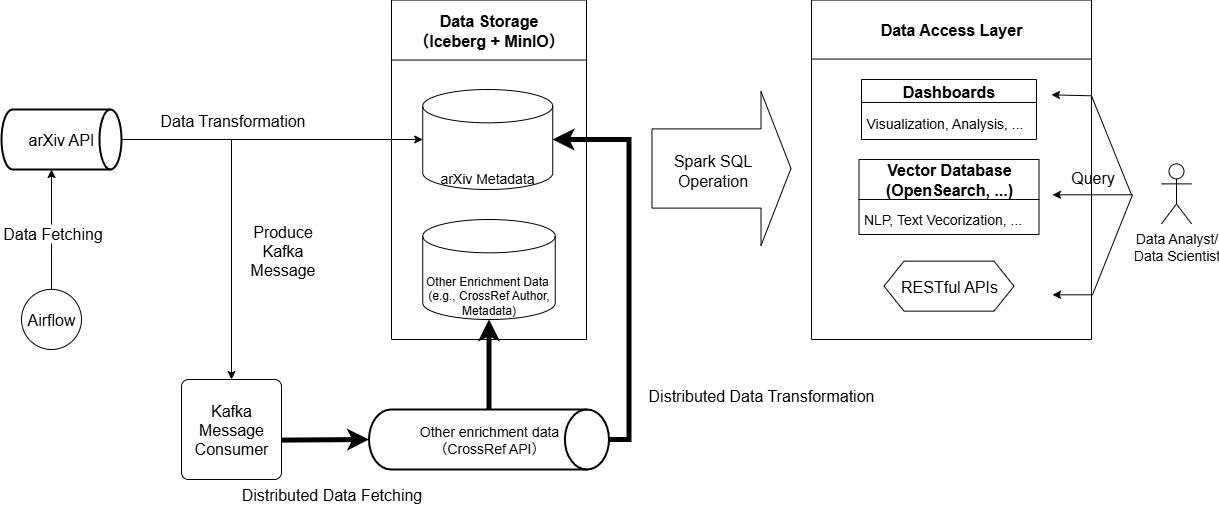 Data Storage
(Iceberg + MinIO)
Data Access Layer
Dashboards
Visualization, Analysis, ...
arXiv API
Data Transformation
arXiv Metadata
Spark SQL
Operation
Vector Database
(OpenSearch, ...)
NLP, Text Vecorization, ...
Query
Data Fetching
Produce
Kafka
Message
Data Analyst/
Data Scientist
Other Enrichment Data
(e.g., CrossRef Author,
Metadata)
RESTful APIs
Airflow
Distributed Data Transformation
Kafka
Message
Consumer
Other enrichment data
(CrossRef API)
Distributed Data Fetching